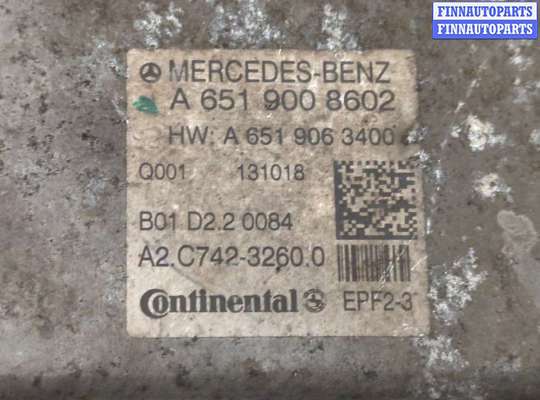 FINNAUTOPARTS
FINNAUTOPARTS
MERCEDES-BENZ
A 651 900 8602
HW: A 651 906 3400
Q001 131018
B01 D2.2 0084
A2.C742-3260.0
Continental EPF2-3